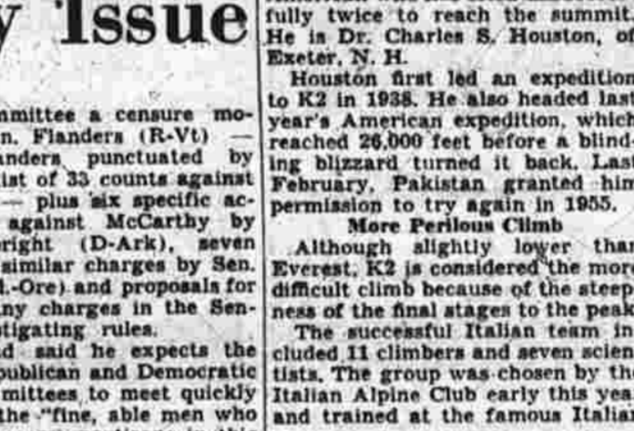 Issue
mmittee a censure mo-
n. Flanders (R-Vt) —
anders punctuated by
ist of 33 counts against
— plus six specific ac-
against McCarthy by
right (D-Ark), seven
similar charges by Sen.
.-Ore) and proposals for
ny charges in the Sen-
tigating rules.
d said he expects the
publican and Democratic
mittees to meet quickly
the "fine, able men who
fully twice to reach the summit.
He is Dr. Charles S. Houston, of
Exeter, N. H.
Houston first led an expedition
to K2 in 1938. He also headed last
year's American expedition, which
reached 26,000 feet before a blind-
ing blizzard turned it back. Last
February, Pakistan granted him
permission to try again in 1955.
More Perilous Climb
Although slightly lower than
Everest, K2 is considered the more
difficult climb because of the steep-
ness of the final stages to the peak
The successful Italian team in-
cluded 11 climbers and seven scien-
tists. The group was chosen by the
Italian Alpine Club early this year
and trained at the famous Italian